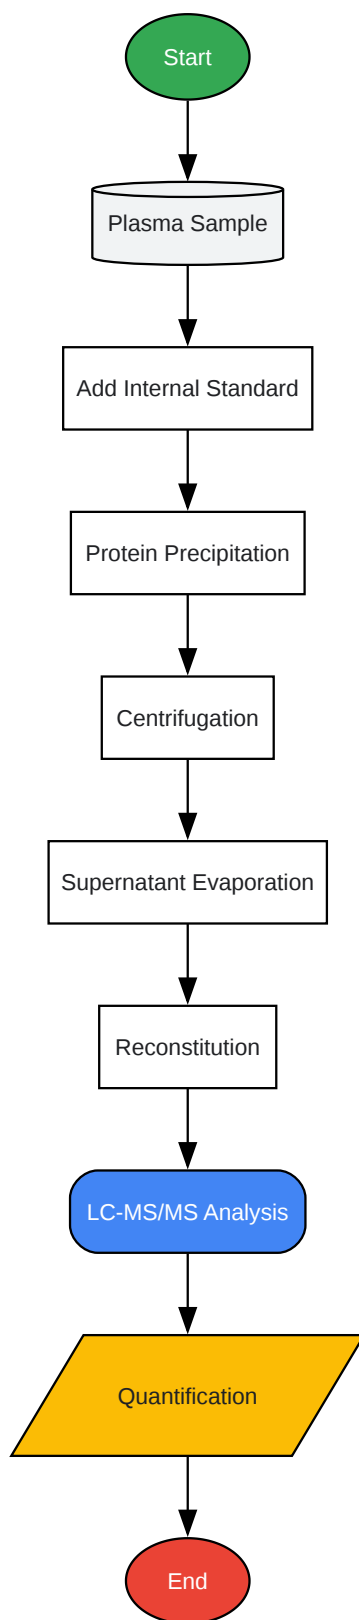 Start
Plasma Sample
Add Internal Standard
Protein Precipitation
Centrifugation
Supernatant Evaporation
Reconstitution
LC-MS/MS Analysis
Quantification
End